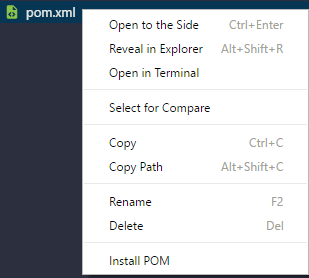 pom.xml
Open to the Side Ctrl+Enter
Reveal in Explorer Alt+Shift+R
Open in Terminal
Select for Compare
Copy Ctrl+C
Copy Path Alt+Shift+C
Rename F2
Delete Del
Install POM